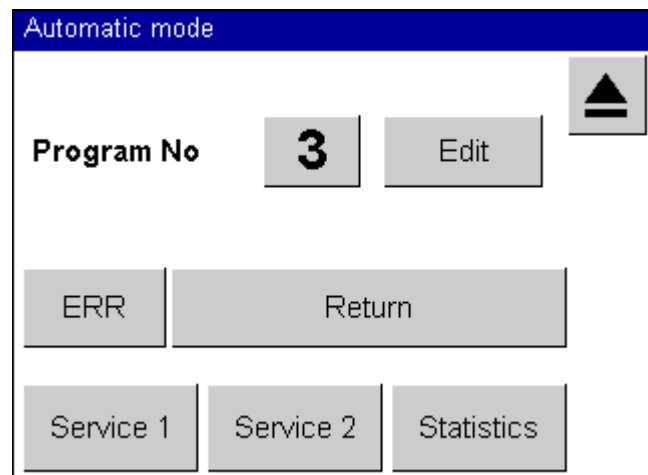 Automatic mode
Program No 3 Edit
ERR Return
Service 1 Service 2 Statistics